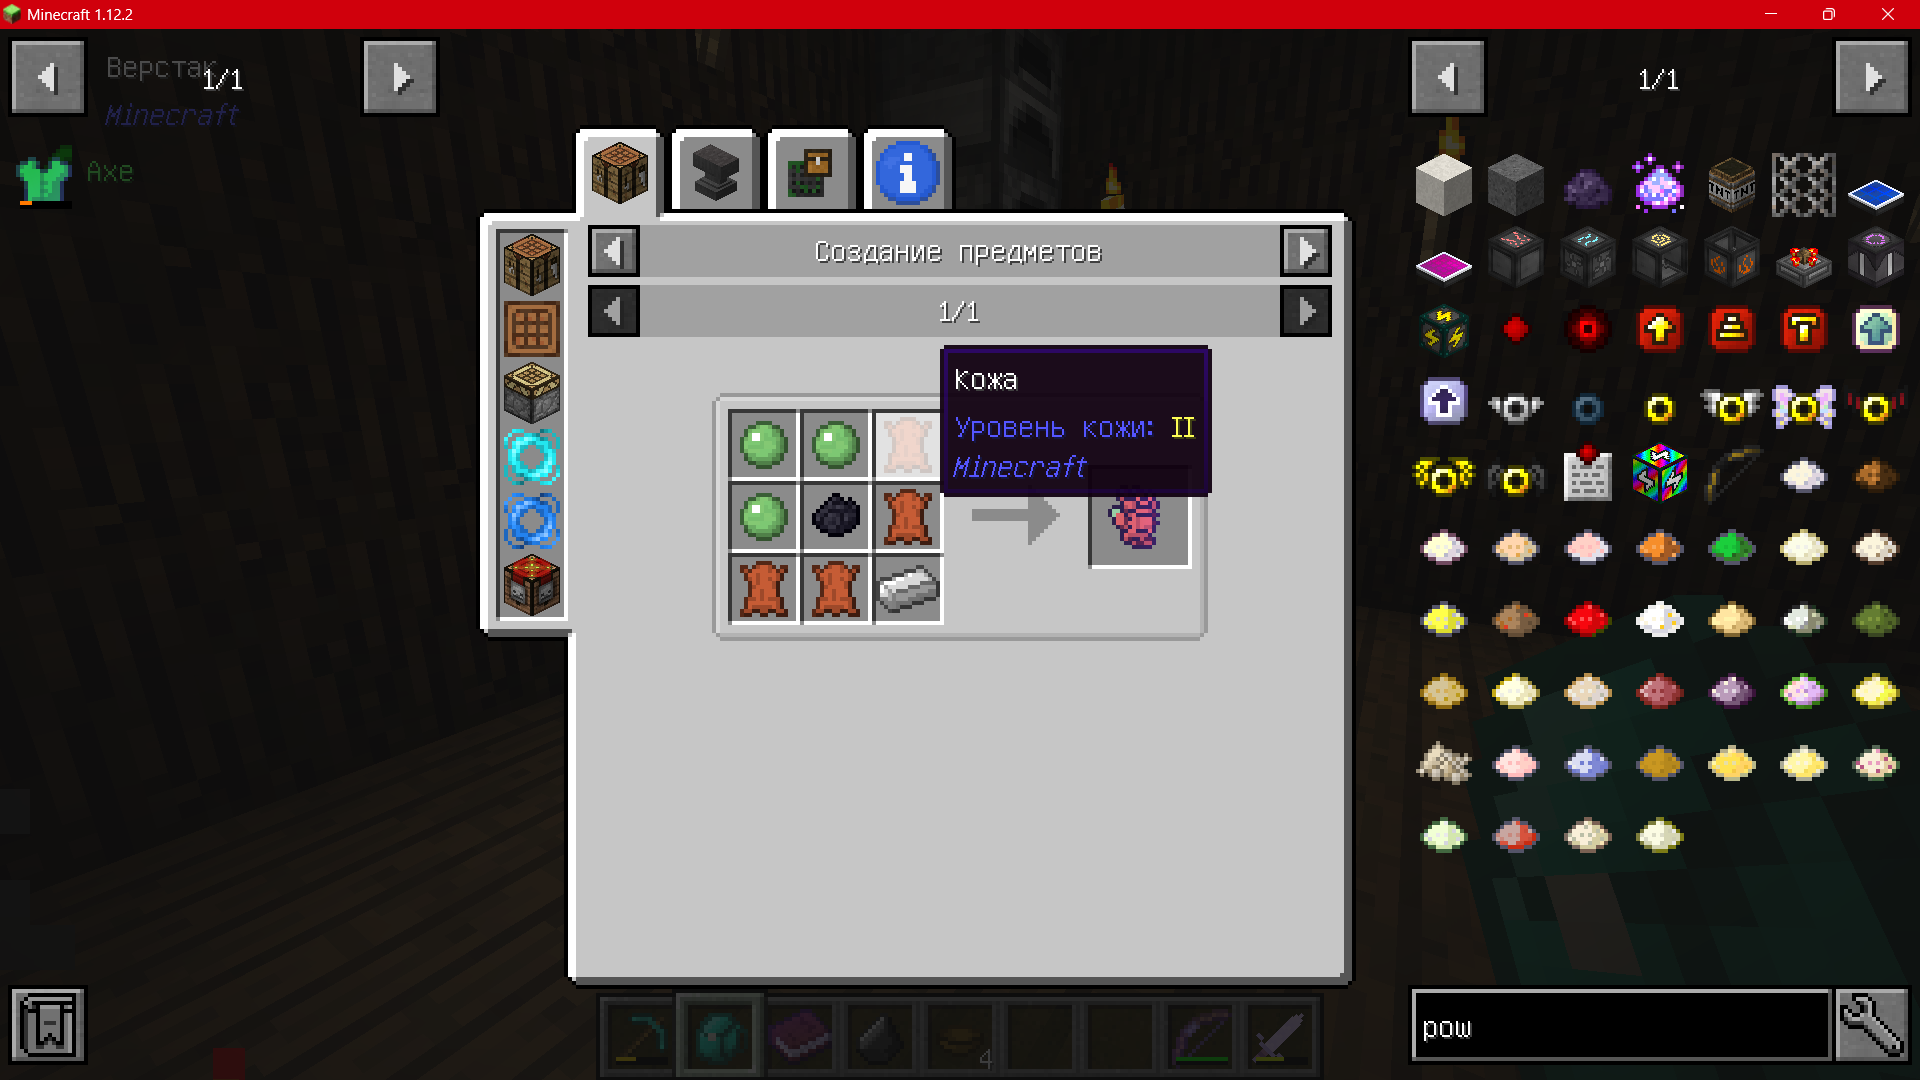 Minecraft 1.12.2
Верстак
1/1
Minecraft
Axe
1/1
Создание предметов
1/1
Кожа
Уровень кожи: II
Minecraft
4
pow